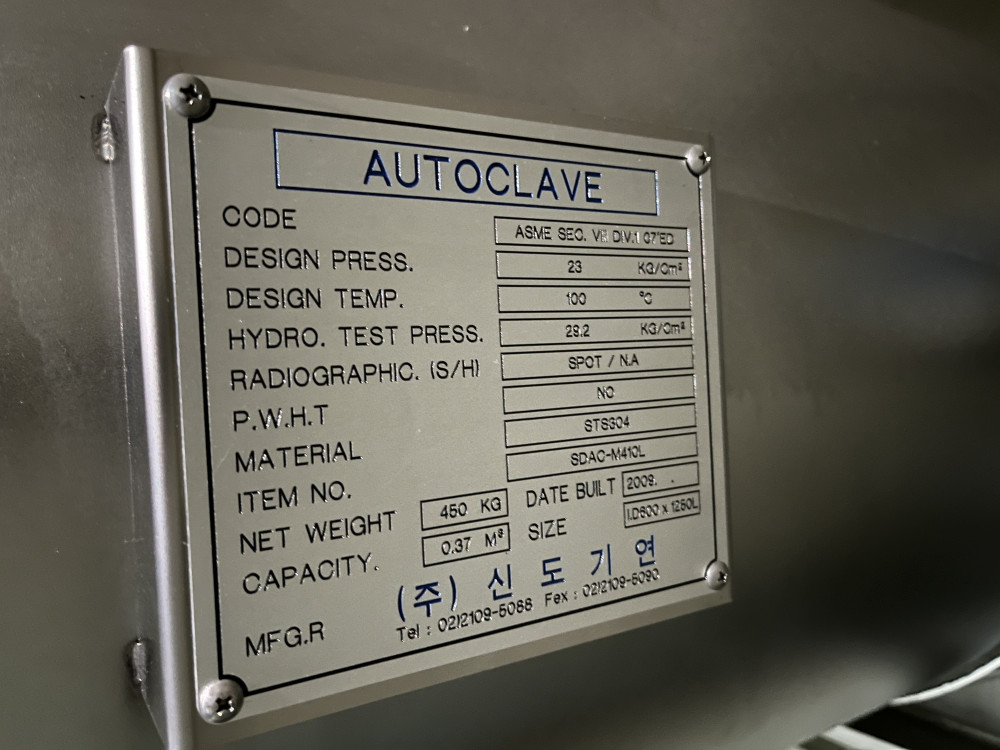 AUTOCLAVE
CODE ASME SEC. VIII DIV.1 07'ED
DESIGN PRESS. 23 KG/Cm²
DESIGN TEMP. 100 °C
HYDRO. TEST PRESS. 29.2 KG/Cm²
RADIOGRAPHIC. (S/H) SPOT / N.A
P.W.H.T NO
MATERIAL STS304
ITEM NO. SDAC-M410L
NET WEIGHT 450 KG DATE BUILT 2009. .
CAPACITY. 0.37 M³ SIZE I.D600 x 1250L
MFG.R (주) 신 도 기 연
Tel : 02)2109-5088 Fex : 02)2109-5090